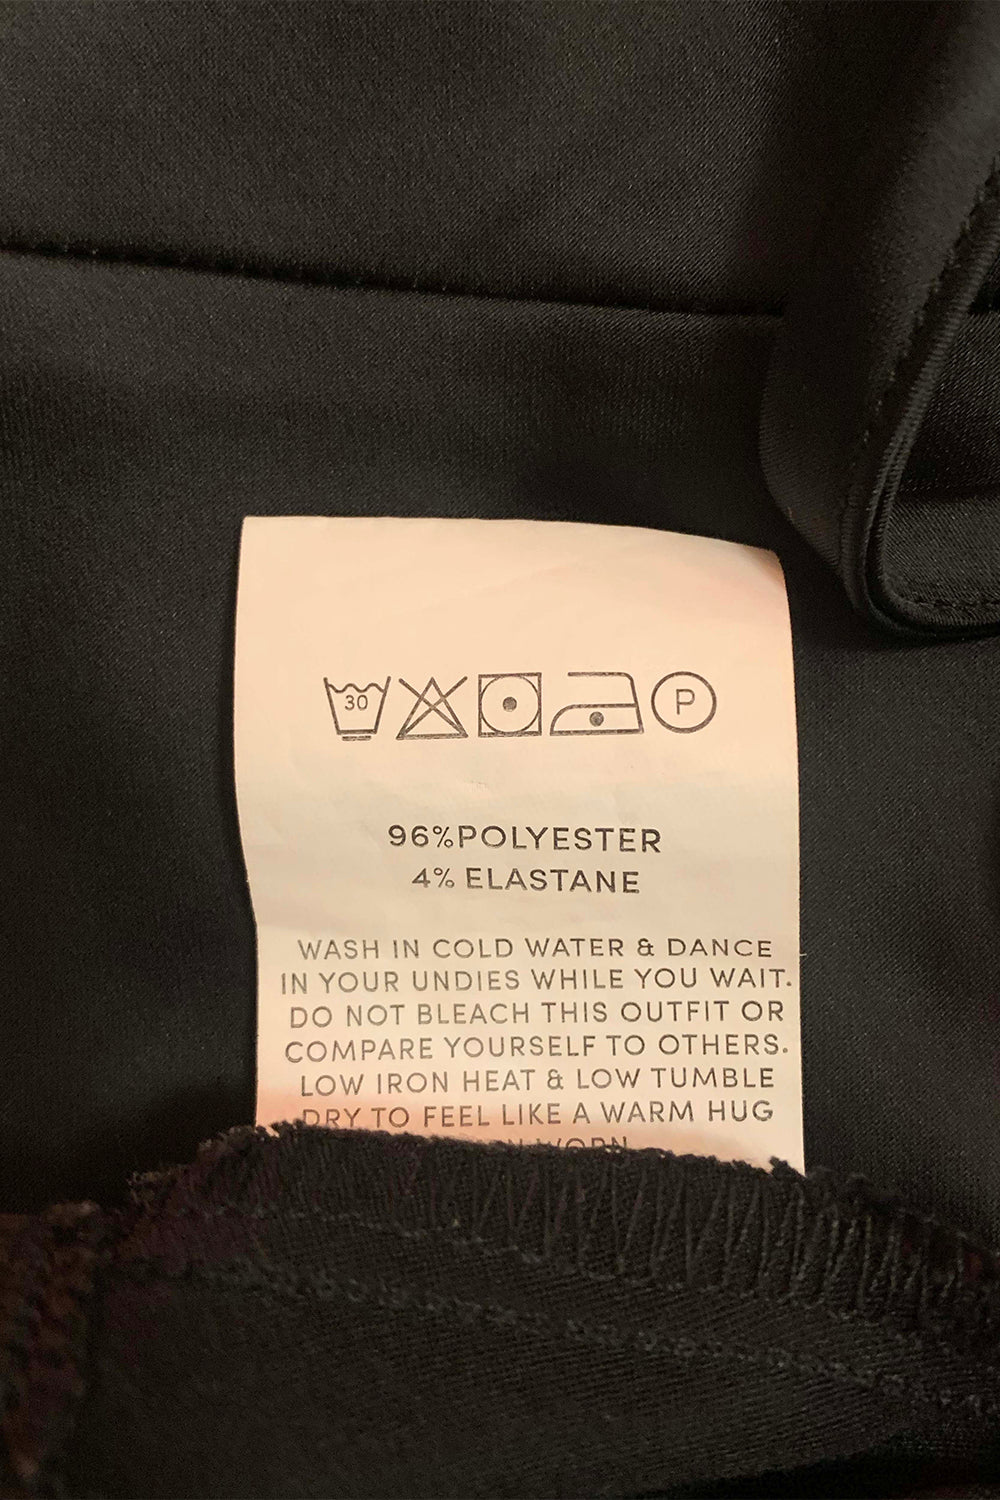 30
P
96%POLYESTER
4% ELASTANE
WASH IN COLD WATER & DANCE
IN YOUR UNDIES WHILE YOU WAIT.
DO NOT BLEACH THIS OUTFIT OR
COMPARE YOURSELF TO OTHERS.
LOW IRON HEAT & LOW TUMBLE
DRY TO FEEL LIKE A WARM HUG
WORN